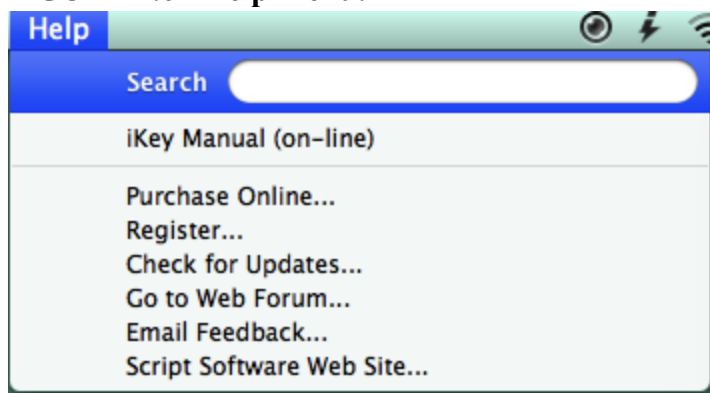 Help
Search
iKey Manual (on-line)
Purchase Online...
Register...
Check for Updates...
Go to Web Forum...
Email Feedback...
Script Software Web Site...